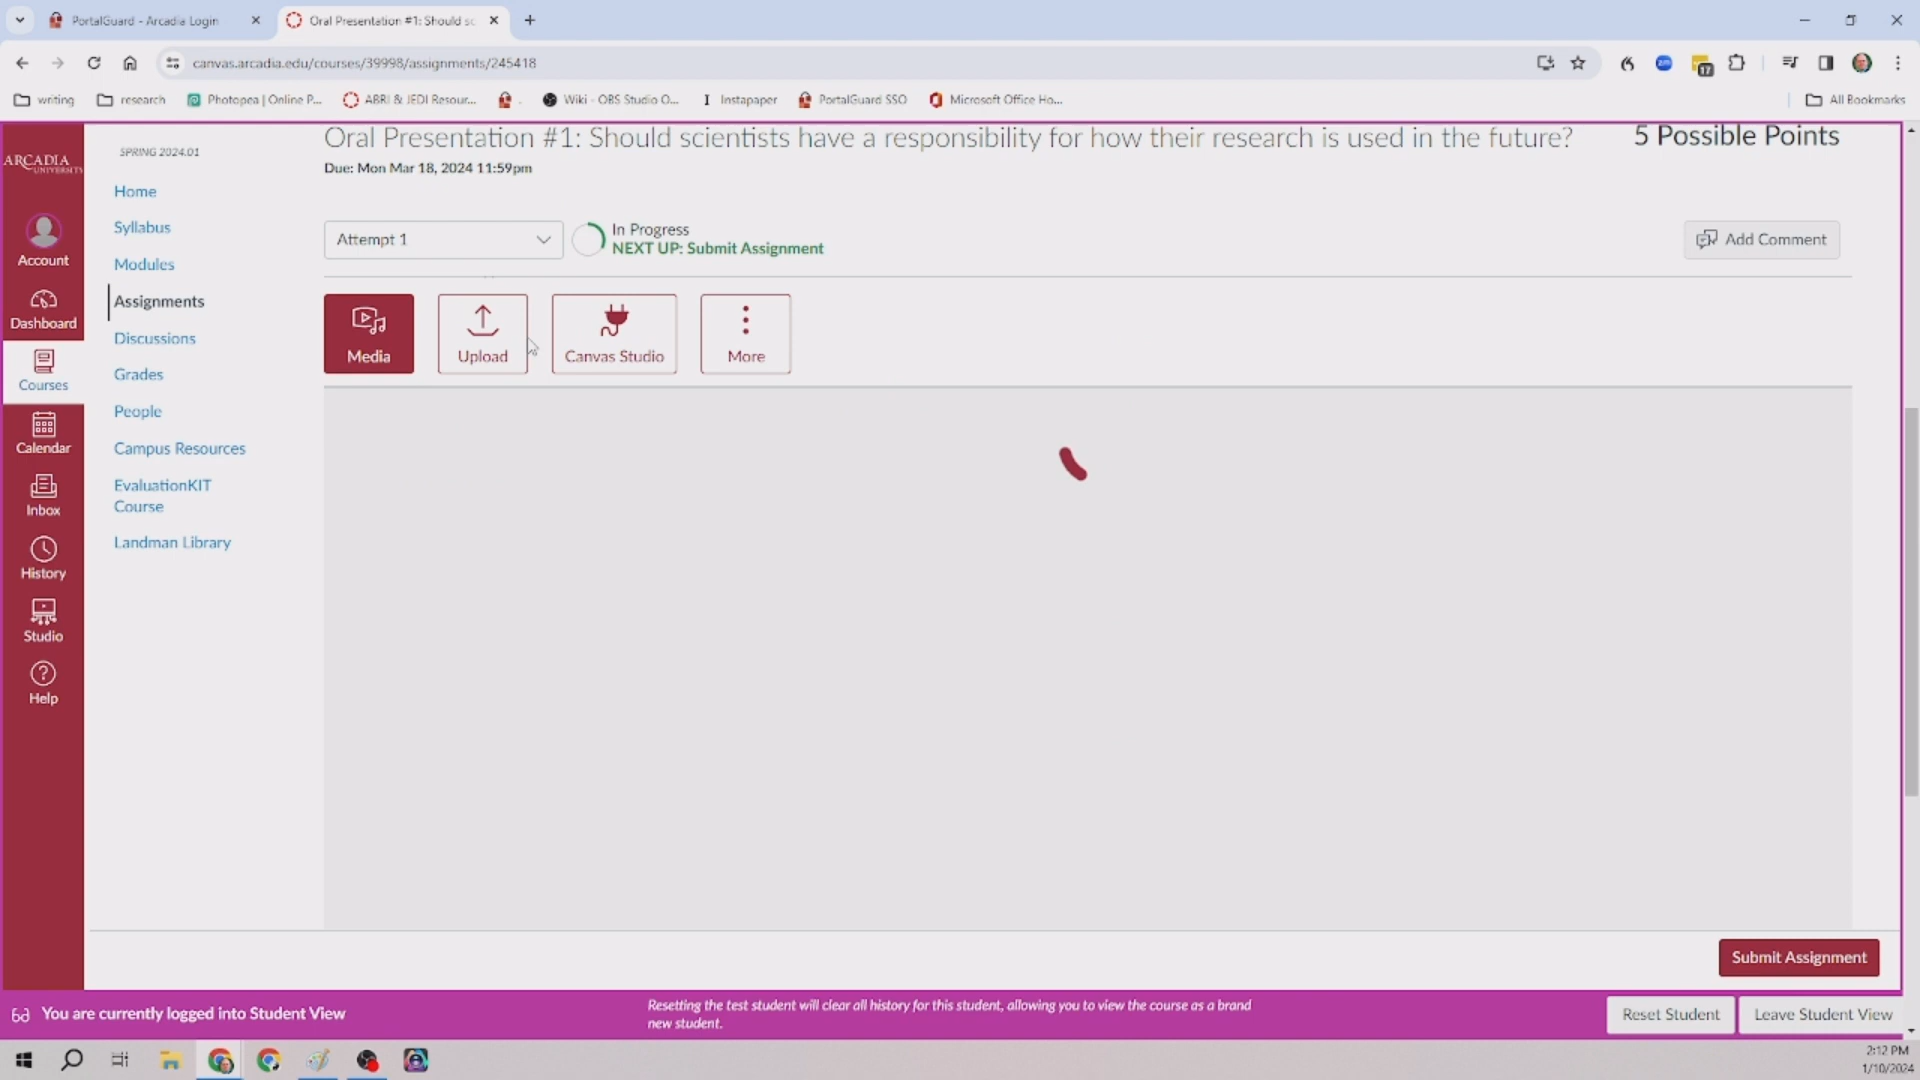 PortalGuard - Arcadia Login
Oral Presentation #1: Should sc
canvas.arcadia.edu/courses/39998/assignments/245418
17
writing
research
Photopea | Online P...
ABRI & JEDI Resour...
.
Wiki - OBS Studio O...
Instapaper
PortalGuard SSO
Microsoft Office Ho...
All Bookmarks
ARCADIA
UNIVERSITY
Account
Dashboard
Courses
Calendar
Inbox
History
Studio
Help
SPRING 2024.01
Home
Syllabus
Modules
Assignments
Discussions
Grades
People
Campus Resources
EvaluationKIT
Course
Landman Library
Oral Presentation #1: Should scientists have a responsibility for how their research is used in the future?
5 Possible Points
Due: Mon Mar 18, 2024 11:59pm
Attempt 1
In Progress
NEXT UP: Submit Assignment
Add Comment
Media
Upload
Canvas Studio
More
Submit Assignment
You are currently logged into Student View
Resetting the test student will clear all history for this student, allowing you to view the course as a brand
new student.
Reset Student
Leave Student View
2:12 PM
1/10/2024